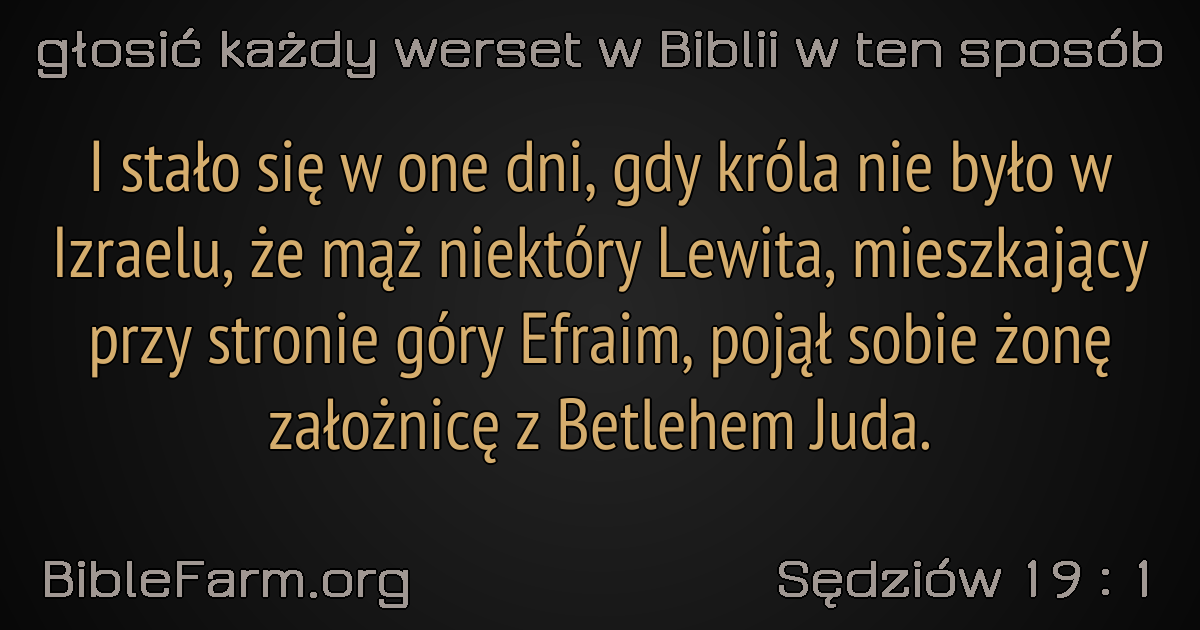 głosić każdy werset w Biblii w ten sposób
I stało się w one dni, gdy króla nie było w
Izraelu, że mąż niektóry Lewita, mieszkający
przy stronie góry Efraim, pojął sobie żonę
założnicę z Betlehem Juda.
BibleFarm.org
Sędziów 19 : 1